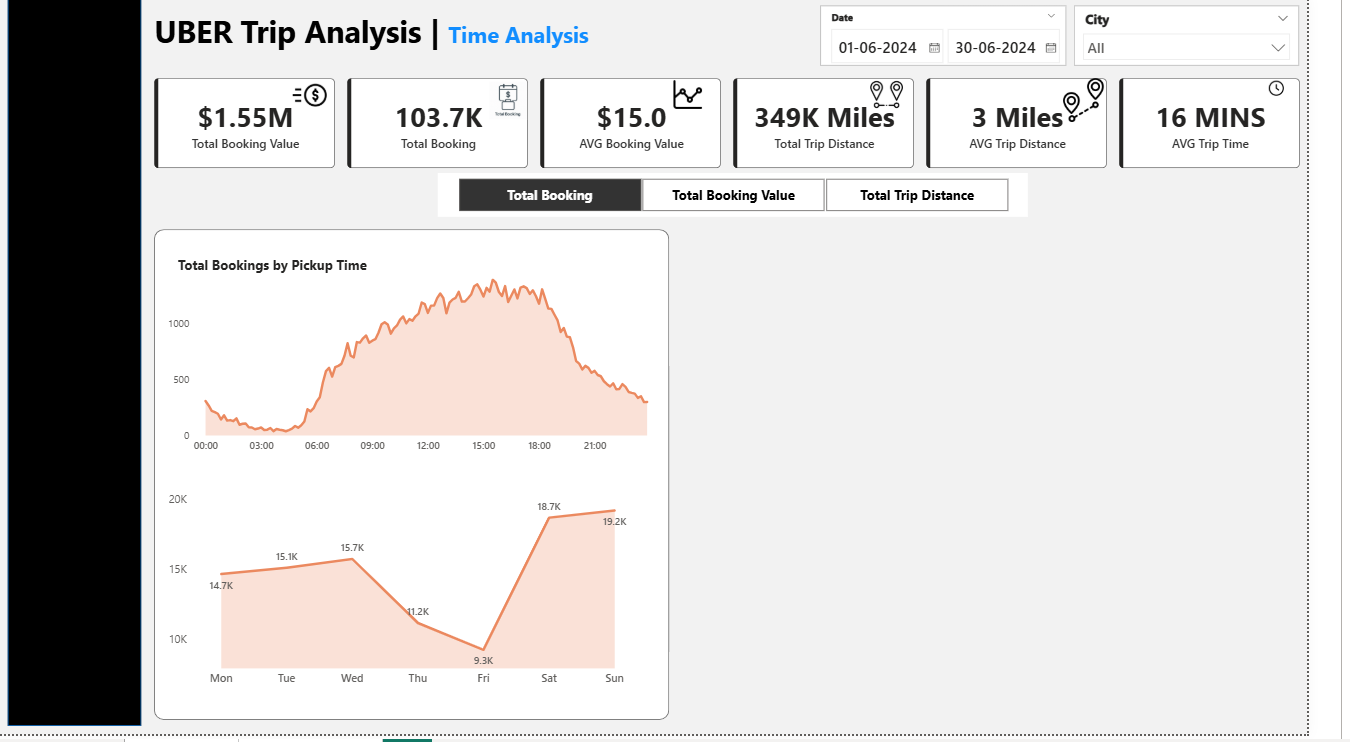 UBER Trip Analysis | Time Analysis
Date
01-06-2024 30-06-2024
City
All
$1.55M
Total Booking Value
$
103.7K
Total Booking
$
Total Booking
$15.0
AVG Booking Value
349K Miles
Total Trip Distance
3 Miles
AVG Trip Distance
16 MINS
AVG Trip Time
Total Booking Total Booking Value Total Trip Distance
Total Bookings by Pickup Time
1000
500
0
00:00 03:00 06:00 09:00 12:00 15:00 18:00 21:00
20K
15K
10K
14.7K 15.1K 15.7K 11.2K 9.3K 18.7K 19.2K
Mon Tue Wed Thu Fri Sat Sun